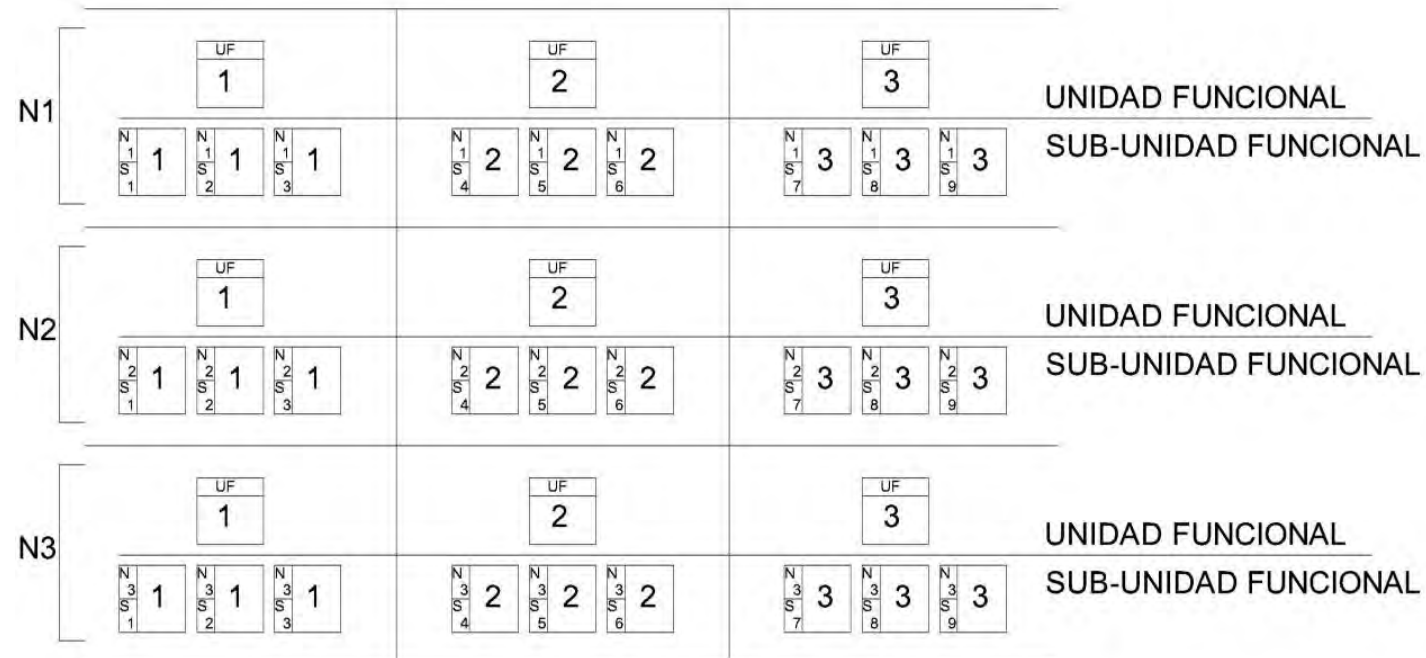 N1
UF UF UF
1 2 3
UNIDAD FUNCIONAL
N 1 S 1 1 N 1 S 2 1 N 1 S 3 1 N 1 S 4 2 N 1 S 5 2 N 1 S 6 2 N 1 S 7 3 N 1 S 8 3 N 1 S 9 3
SUB-UNIDAD FUNCIONAL
N2
UF UF UF
1 2 3
UNIDAD FUNCIONAL
N 2 S 1 1 N 2 S 2 1 N 2 S 3 1 N 2 S 4 2 N 2 S 5 2 N 2 S 6 2 N 2 S 7 3 N 2 S 8 3 N 2 S 9 3
SUB-UNIDAD FUNCIONAL
N3
UF UF UF
1 2 3
UNIDAD FUNCIONAL
N 3 S 1 1 N 3 S 2 1 N 3 S 3 1 N 3 S 4 2 N 3 S 5 2 N 3 S 6 2 N 3 S 7 3 N 3 S 8 3 N 3 S 9 3
SUB-UNIDAD FUNCIONAL